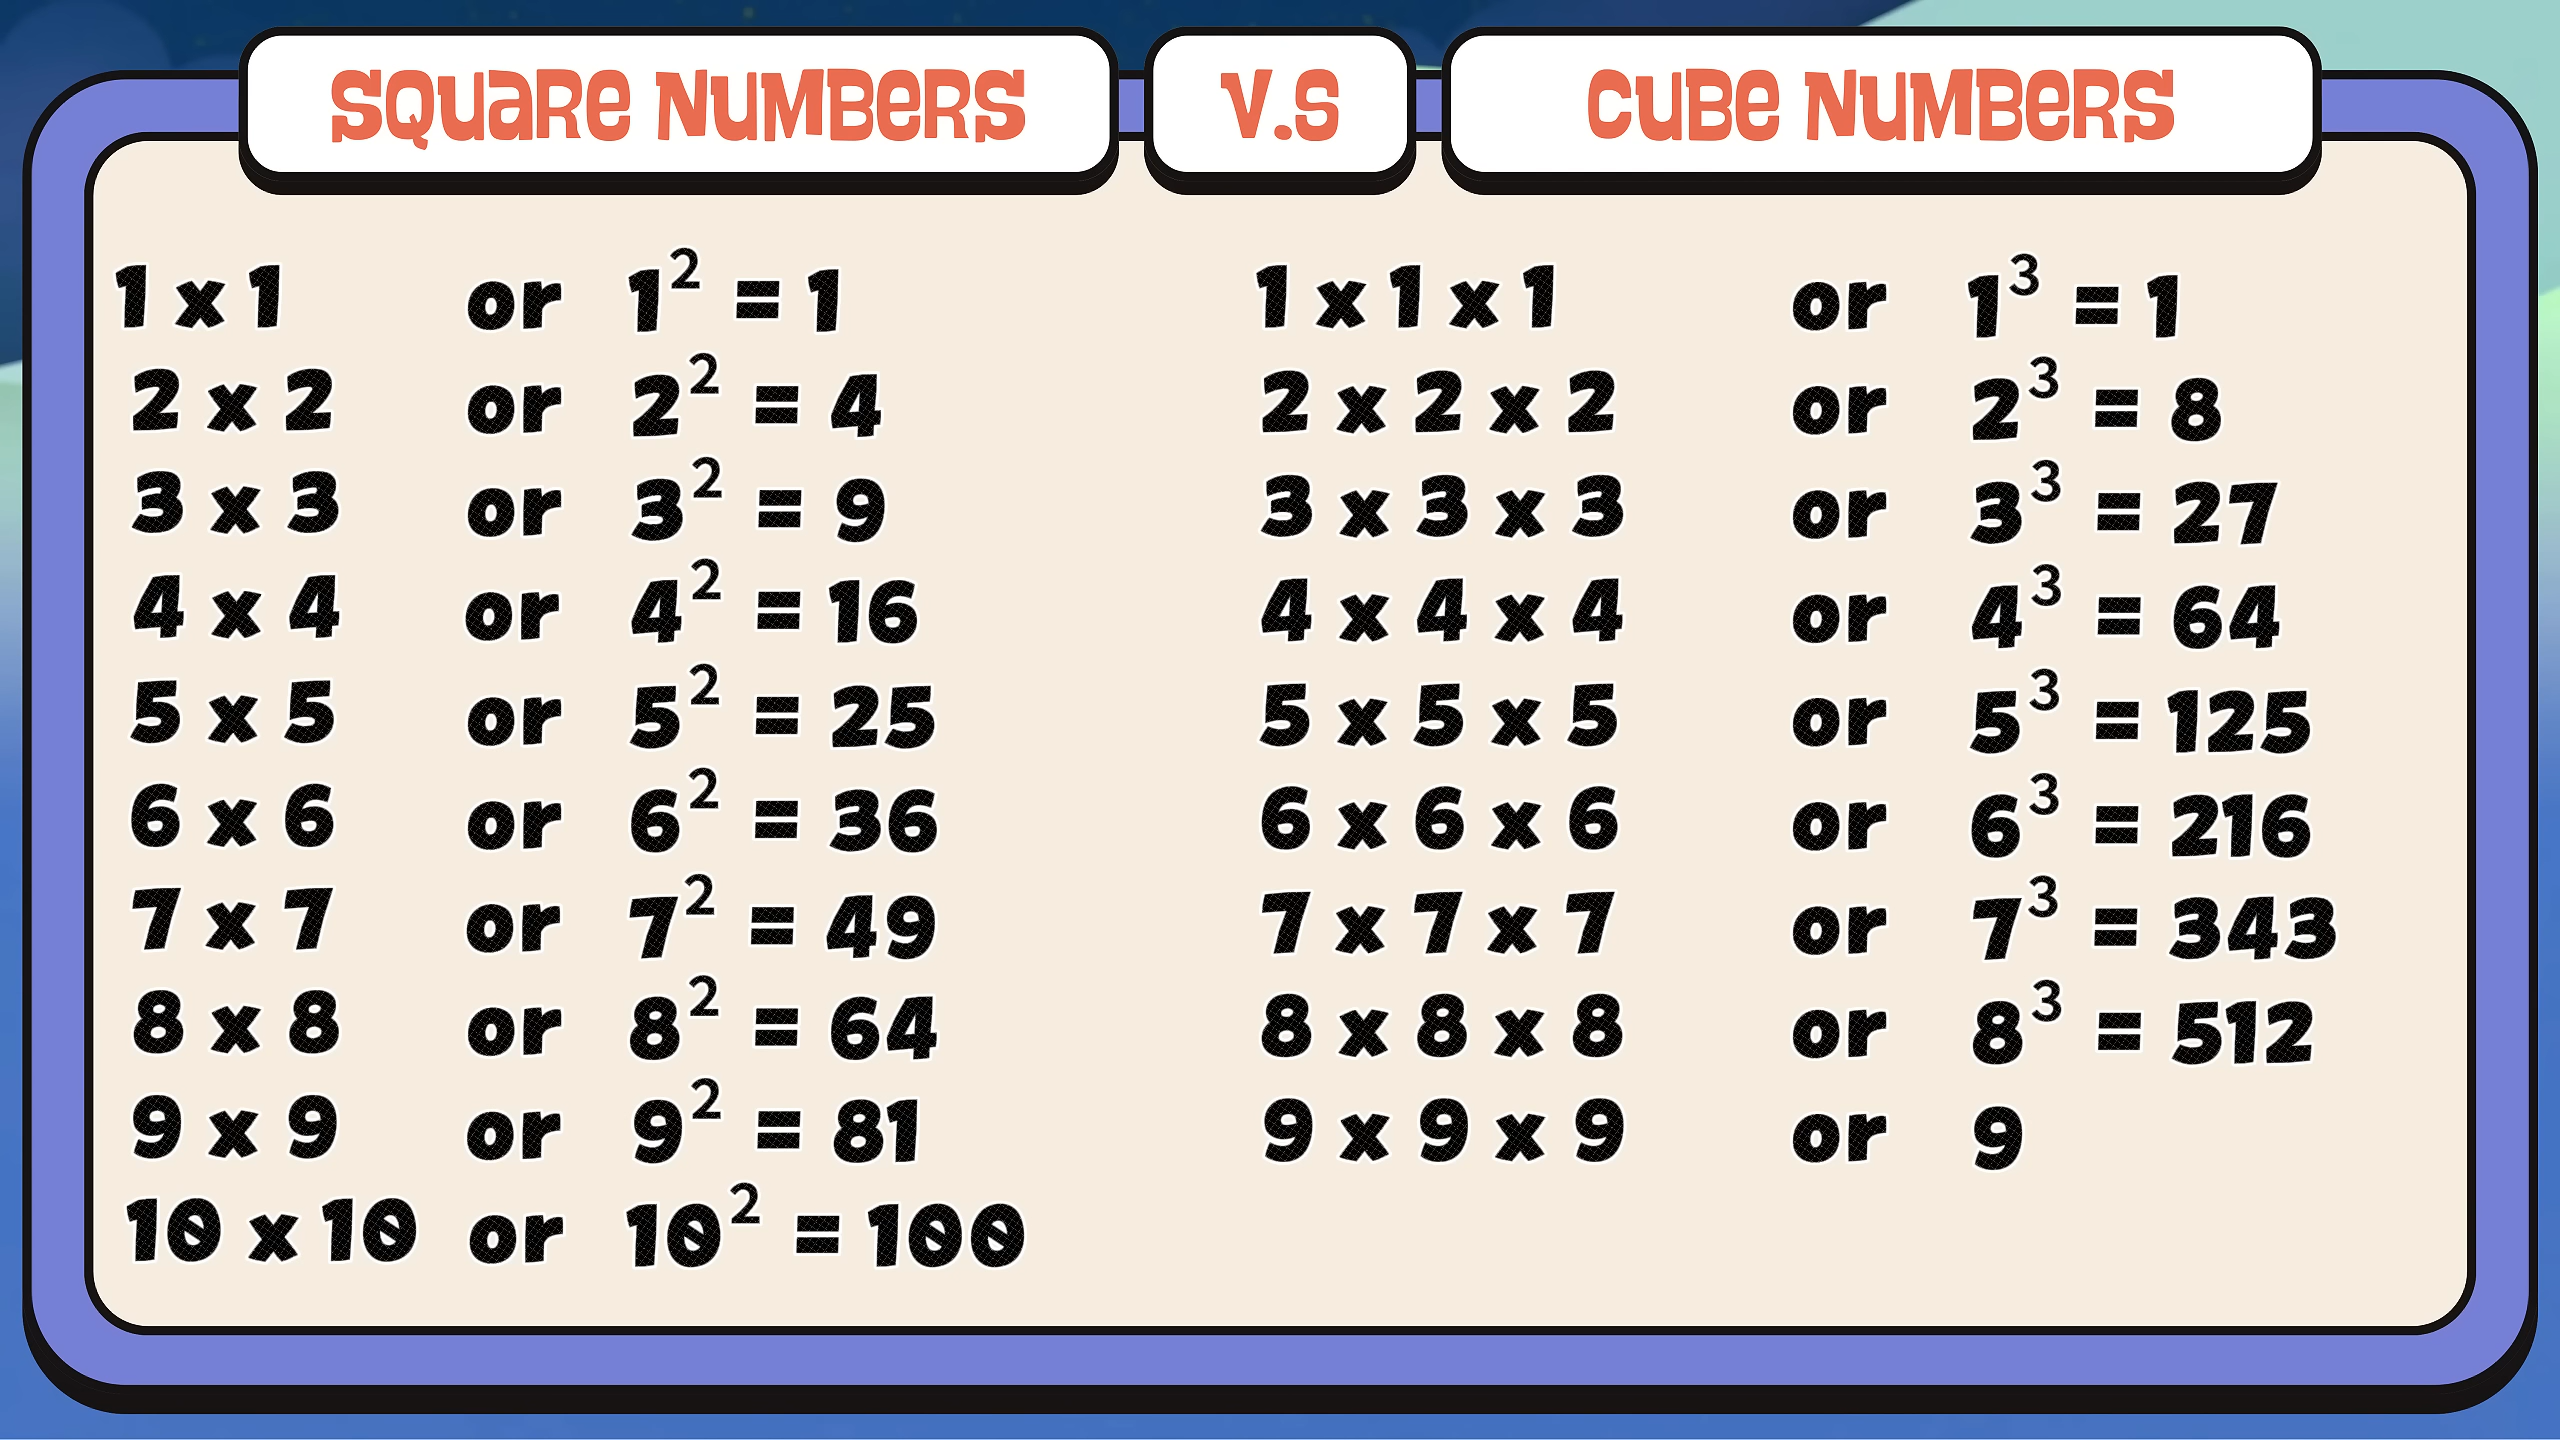 SQUARE NUMBERS V.S CUBE NUMBERS
1 x 1 or 1² = 1 1 x 1 x 1 or 1³ = 1
2 x 2 or 2² = 4 2 x 2 x 2 or 2³ = 8
3 x 3 or 3² = 9 3 x 3 x 3 or 3³ = 27
4 x 4 or 4² = 16 4 x 4 x 4 or 4³ = 64
5 x 5 or 5² = 25 5 x 5 x 5 or 5³ = 125
6 x 6 or 6² = 36 6 x 6 x 6 or 6³ = 216
7 x 7 or 7² = 49 7 x 7 x 7 or 7³ = 343
8 x 8 or 8² = 64 8 x 8 x 8 or 8³ = 512
9 x 9 or 9² = 81 9 x 9 x 9 or 9
10 x 10 or 10² = 100